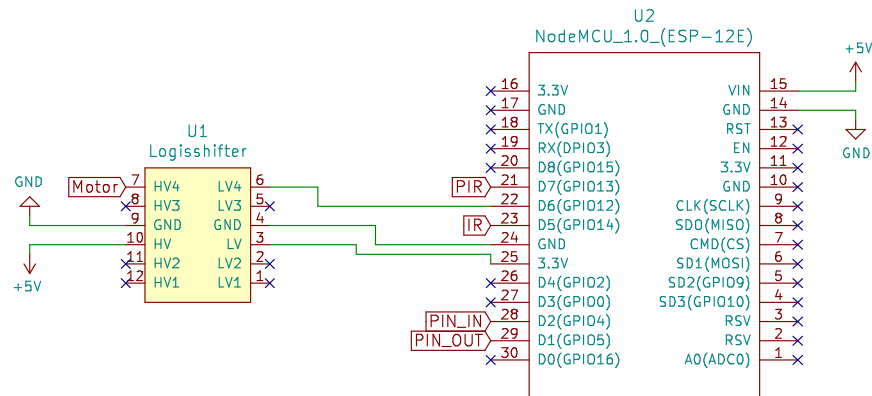 U2
NodeMCU_1.0_(ESP-12E)
+5V
16 3.3V VIN 15
17 GND GND 14
18 TX(GPIO1) RST 13
19 RX(DPIO3) EN 12
20 D8(GPIO15) 3.3V 11
PIR 21 D7(GPIO13) GND 10
22 D6(GPIO12) CLK(SCLK) 9
IR 23 D5(GPIO14) SD0(MISO) 8
24 GND CMD(CS) 7
25 3.3V SD1(MOSI) 6
26 D4(GPIO2) SD2(GPIO9) 5
27 D3(GPIO0) SD3(GPIO10) 4
PIN_IN 28 D2(GPIO4) RSV 3
PIN_OUT 29 D1(GPIO5) RSV 2
30 D0(GPIO16) A0(ADC0) 1
GND
U1
Logisshifter
GND
Motor 7 HV4 LV4 6
8 HV3 LV3 5
9 GND GND 4
10 HV LV 3
11 HV2 LV2 2
12 HV1 LV1 1
+5V